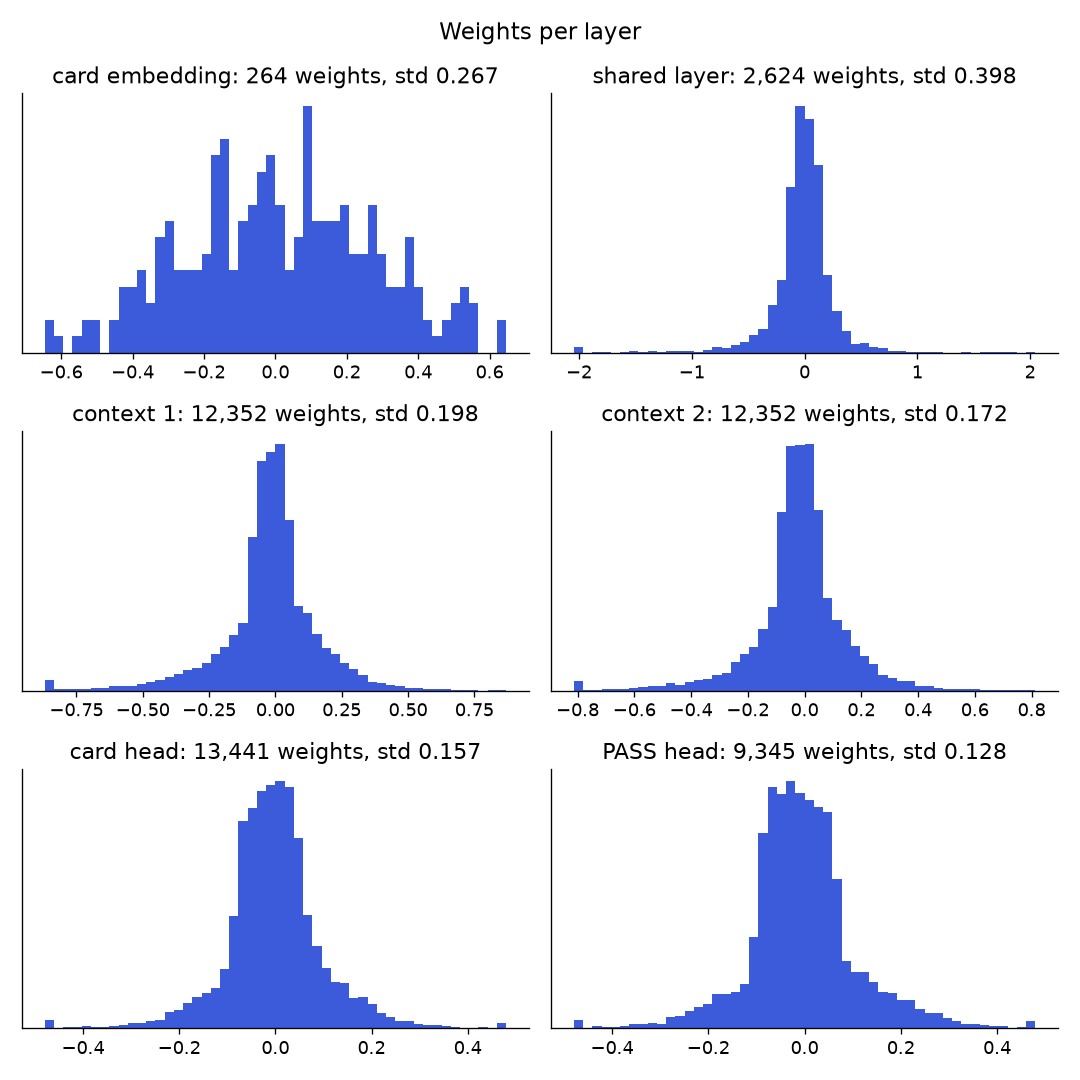 Weights per layer
card embedding: 264 weights, std 0.267
−0.6 −0.4 −0.2 0.0 0.2 0.4 0.6
shared layer: 2,624 weights, std 0.398
−2 −1 0 1 2
context 1: 12,352 weights, std 0.198
−0.75 −0.50 −0.25 0.00 0.25 0.50 0.75
context 2: 12,352 weights, std 0.172
−0.8 −0.6 −0.4 −0.2 0.0 0.2 0.4 0.6 0.8
card head: 13,441 weights, std 0.157
−0.4 −0.2 0.0 0.2 0.4
PASS head: 9,345 weights, std 0.128
−0.4 −0.2 0.0 0.2 0.4